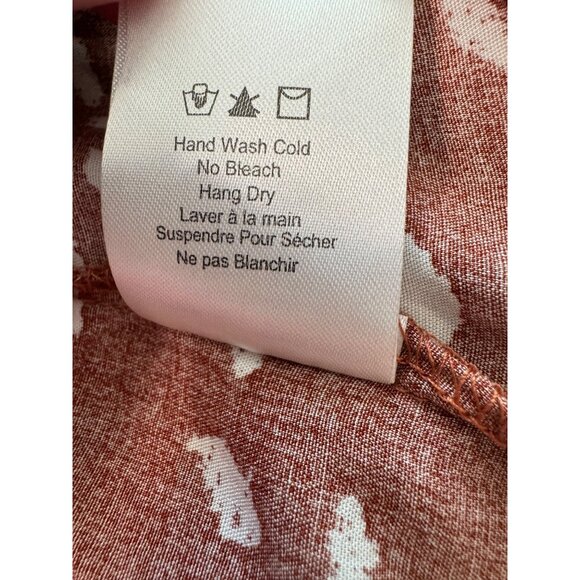 Hand Wash Cold
No Bleach
Hang Dry
Laver à la main
Suspendre Pour Sécher
Ne pas Blanchir